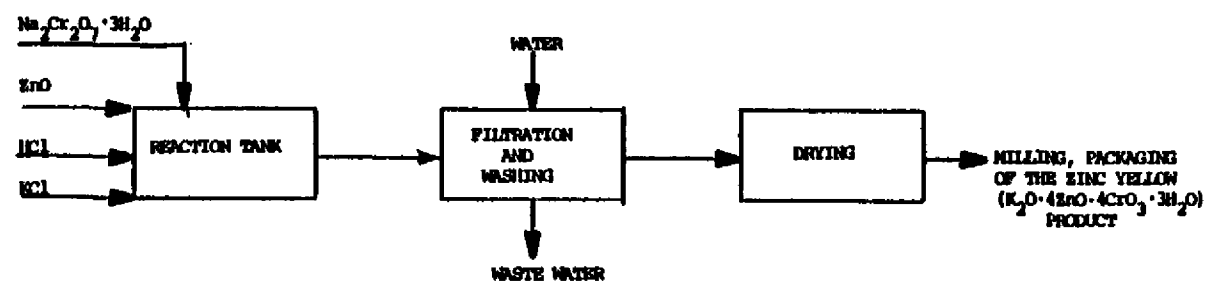 Na₂Cr₂O₇·3H₂O
WATER
ZnO
HCl
KCl
REACTION TANK
FILTRATION
AND
WASHING
DRYING
MILLING, PACKAGING
OF THE ZINC YELLOW
(K₂O·4ZnO·4CrO₃·3H₂O)
PRODUCT
WASTE WATER